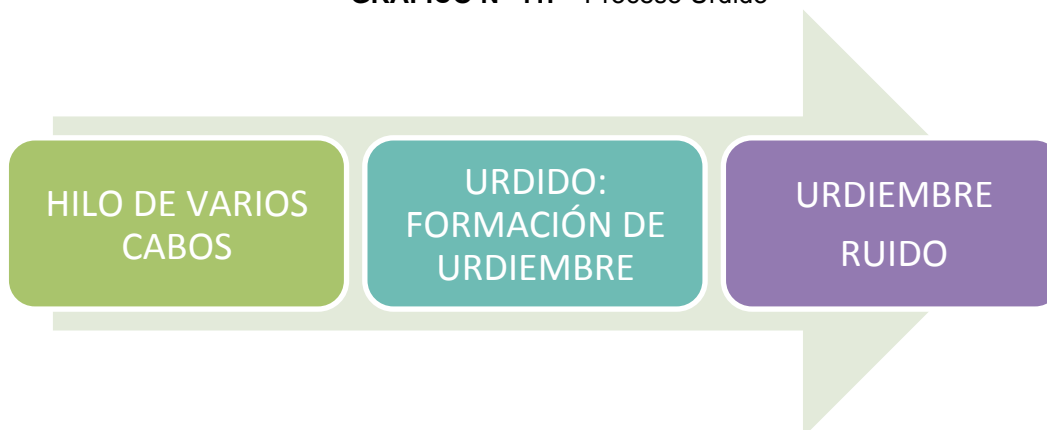 Proceso Urdido
HILO DE VARIOS
CABOS
URDIDO:
FORMACIÓN DE
URDIEMBRE
URDIEMBRE
RUIDO